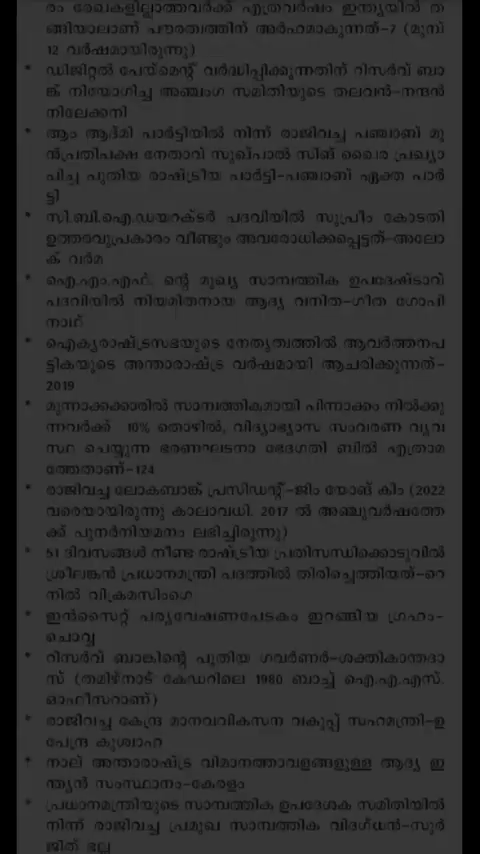 രം രേഖകളില്ലാത്തവർക്ക് എത്രവർഷം ഇന്ത്യയിൽ ത
ങ്ങിയാലാണ് പൗരത്വത്തിന് അർഹമാകുന്നത്-7 (മുമ്പ്
12 വർഷമായിരുന്നു)
* ഡിജിറ്റൽ പേയ്മെന്റ് വർദ്ധിപ്പിക്കുന്നതിന് റിസർവ് ബാ
ങ്ക് നിയോഗിച്ച അഞ്ചംഗ സമിതിയുടെ തലവൻ-നന്ദൻ
നിലേക്കനി
* ആം ആദ്മി പാർട്ടിയിൽ നിന്ന് രാജിവച്ച പഞ്ചാബി മു
ൻപ്രതിപക്ഷ നേതാവ് സുഖ്പാൽ സിങ് ഖൈര പ്രഖ്യാ
പിച്ച പുതിയ രാഷ്ട്രീയ പാർട്ടി-പഞ്ചാബ് ഏക്ത പാർ
ട്ടി
* സി.ബി.ഐ.ഡയറക്ടർ പദവിയിൽ സുപ്രീം കോടതി
ഉത്തരവുപ്രകാരം വീണ്ടും അവരോധിക്കപ്പെട്ടത്-അലോ
ക് വർമ
* ഐ.എം.എഫ്. ന്റെ മുഖ്യ സാമ്പത്തിക ഉപദേഷ്ടാവ്
പദവിയിൽ നിയമിതനായ ആദ്യ വനിത-ഗീത ഗോപി
നാഥ്
* ഐക്യരാഷ്ട്രസഭയുടെ നേതൃത്വത്തിൽ ആവർത്തനപ
ട്ടികയുടെ അന്താരാഷ്ട്ര വർഷമായി ആചരിക്കുന്നത്-
2019
* മുന്നാക്കക്കാരിൽ സാമ്പത്തികമായി പിന്നാക്കം നിൽക്കു
ന്നവർക്ക് 10% തൊഴിൽ, വിദ്യാഭ്യാസ സംവരണ വ്യവ
സ്ഥ ചെയ്യുന്ന ഭരണഘടനാ ഭേദഗതി ബിൽ എത്രാമ
ത്തേതാണ്-124
* രാജിവച്ച ലോകബാങ്ക് പ്രസിഡന്റ്-ജിം യോങ് കിം (2022
വരെയായിരുന്നു കാലാവധി. 2017 ൽ അഞ്ചുവർഷത്തേ
ക്ക് പുനർനിയമനം ലഭിച്ചിരുന്നു)
* 51 ദിവസങ്ങൾ നീണ്ട രാഷ്ട്രീയ പ്രതിസന്ധിക്കൊടുവിൽ
ശ്രീലങ്കൻ പ്രധാനമന്ത്രി പദത്തിൽ തിരിച്ചെത്തിയത്-റെ
നിൽ വിക്രമസിംഗെ
* ഇൻസൈറ്റ് പര്യവേഷണപേടകം ഇറങ്ങിയ ഗ്രഹം-
ചൊവ്വ
* റിസർവ് ബാങ്കിന്റെ പുതിയ ഗവർണർ-ശക്തികാന്തദാ
സ് (തമിഴ്നാട് കേഡറിലെ 1980 ബാച്ച് ഐ.എ.എസ്.
ഓഫീസറാണ്)
* രാജിവച്ച കേന്ദ്ര മാനവവികസന വകുപ്പ് സഹമന്ത്രി-ഉ
പേന്ദ്ര കുശ്വാഹ
* നാല് അന്താരാഷ്ട്ര വിമാനത്താവളങ്ങളുള്ള ആദ്യ ഇ
ന്ത്യൻ സംസ്ഥാനം-കേരളം
* പ്രധാനമന്ത്രിയുടെ സാമ്പത്തിക ഉപദേശക സമിതിയിൽ
നിന്ന് രാജിവച്ച പ്രമുഖ സാമ്പത്തിക വിദഗ്ധൻ-സുർ
ജിത് ഭല്ല